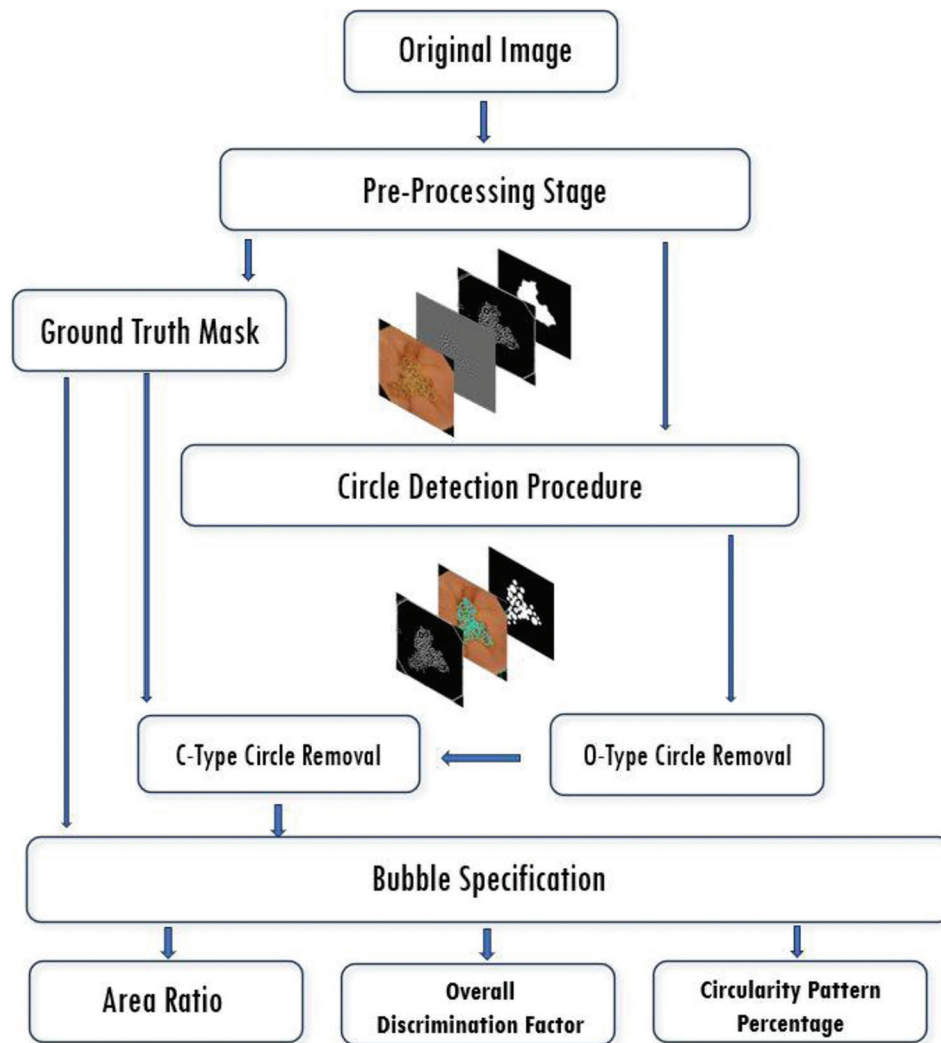 Original Image
Pre-Processing Stage
Ground Truth Mask
Circle Detection Procedure
C-Type Circle Removal
O-Type Circle Removal
Bubble Specification
Area Ratio
Overall
Discrimination Factor
Circularity Pattern
Percentage